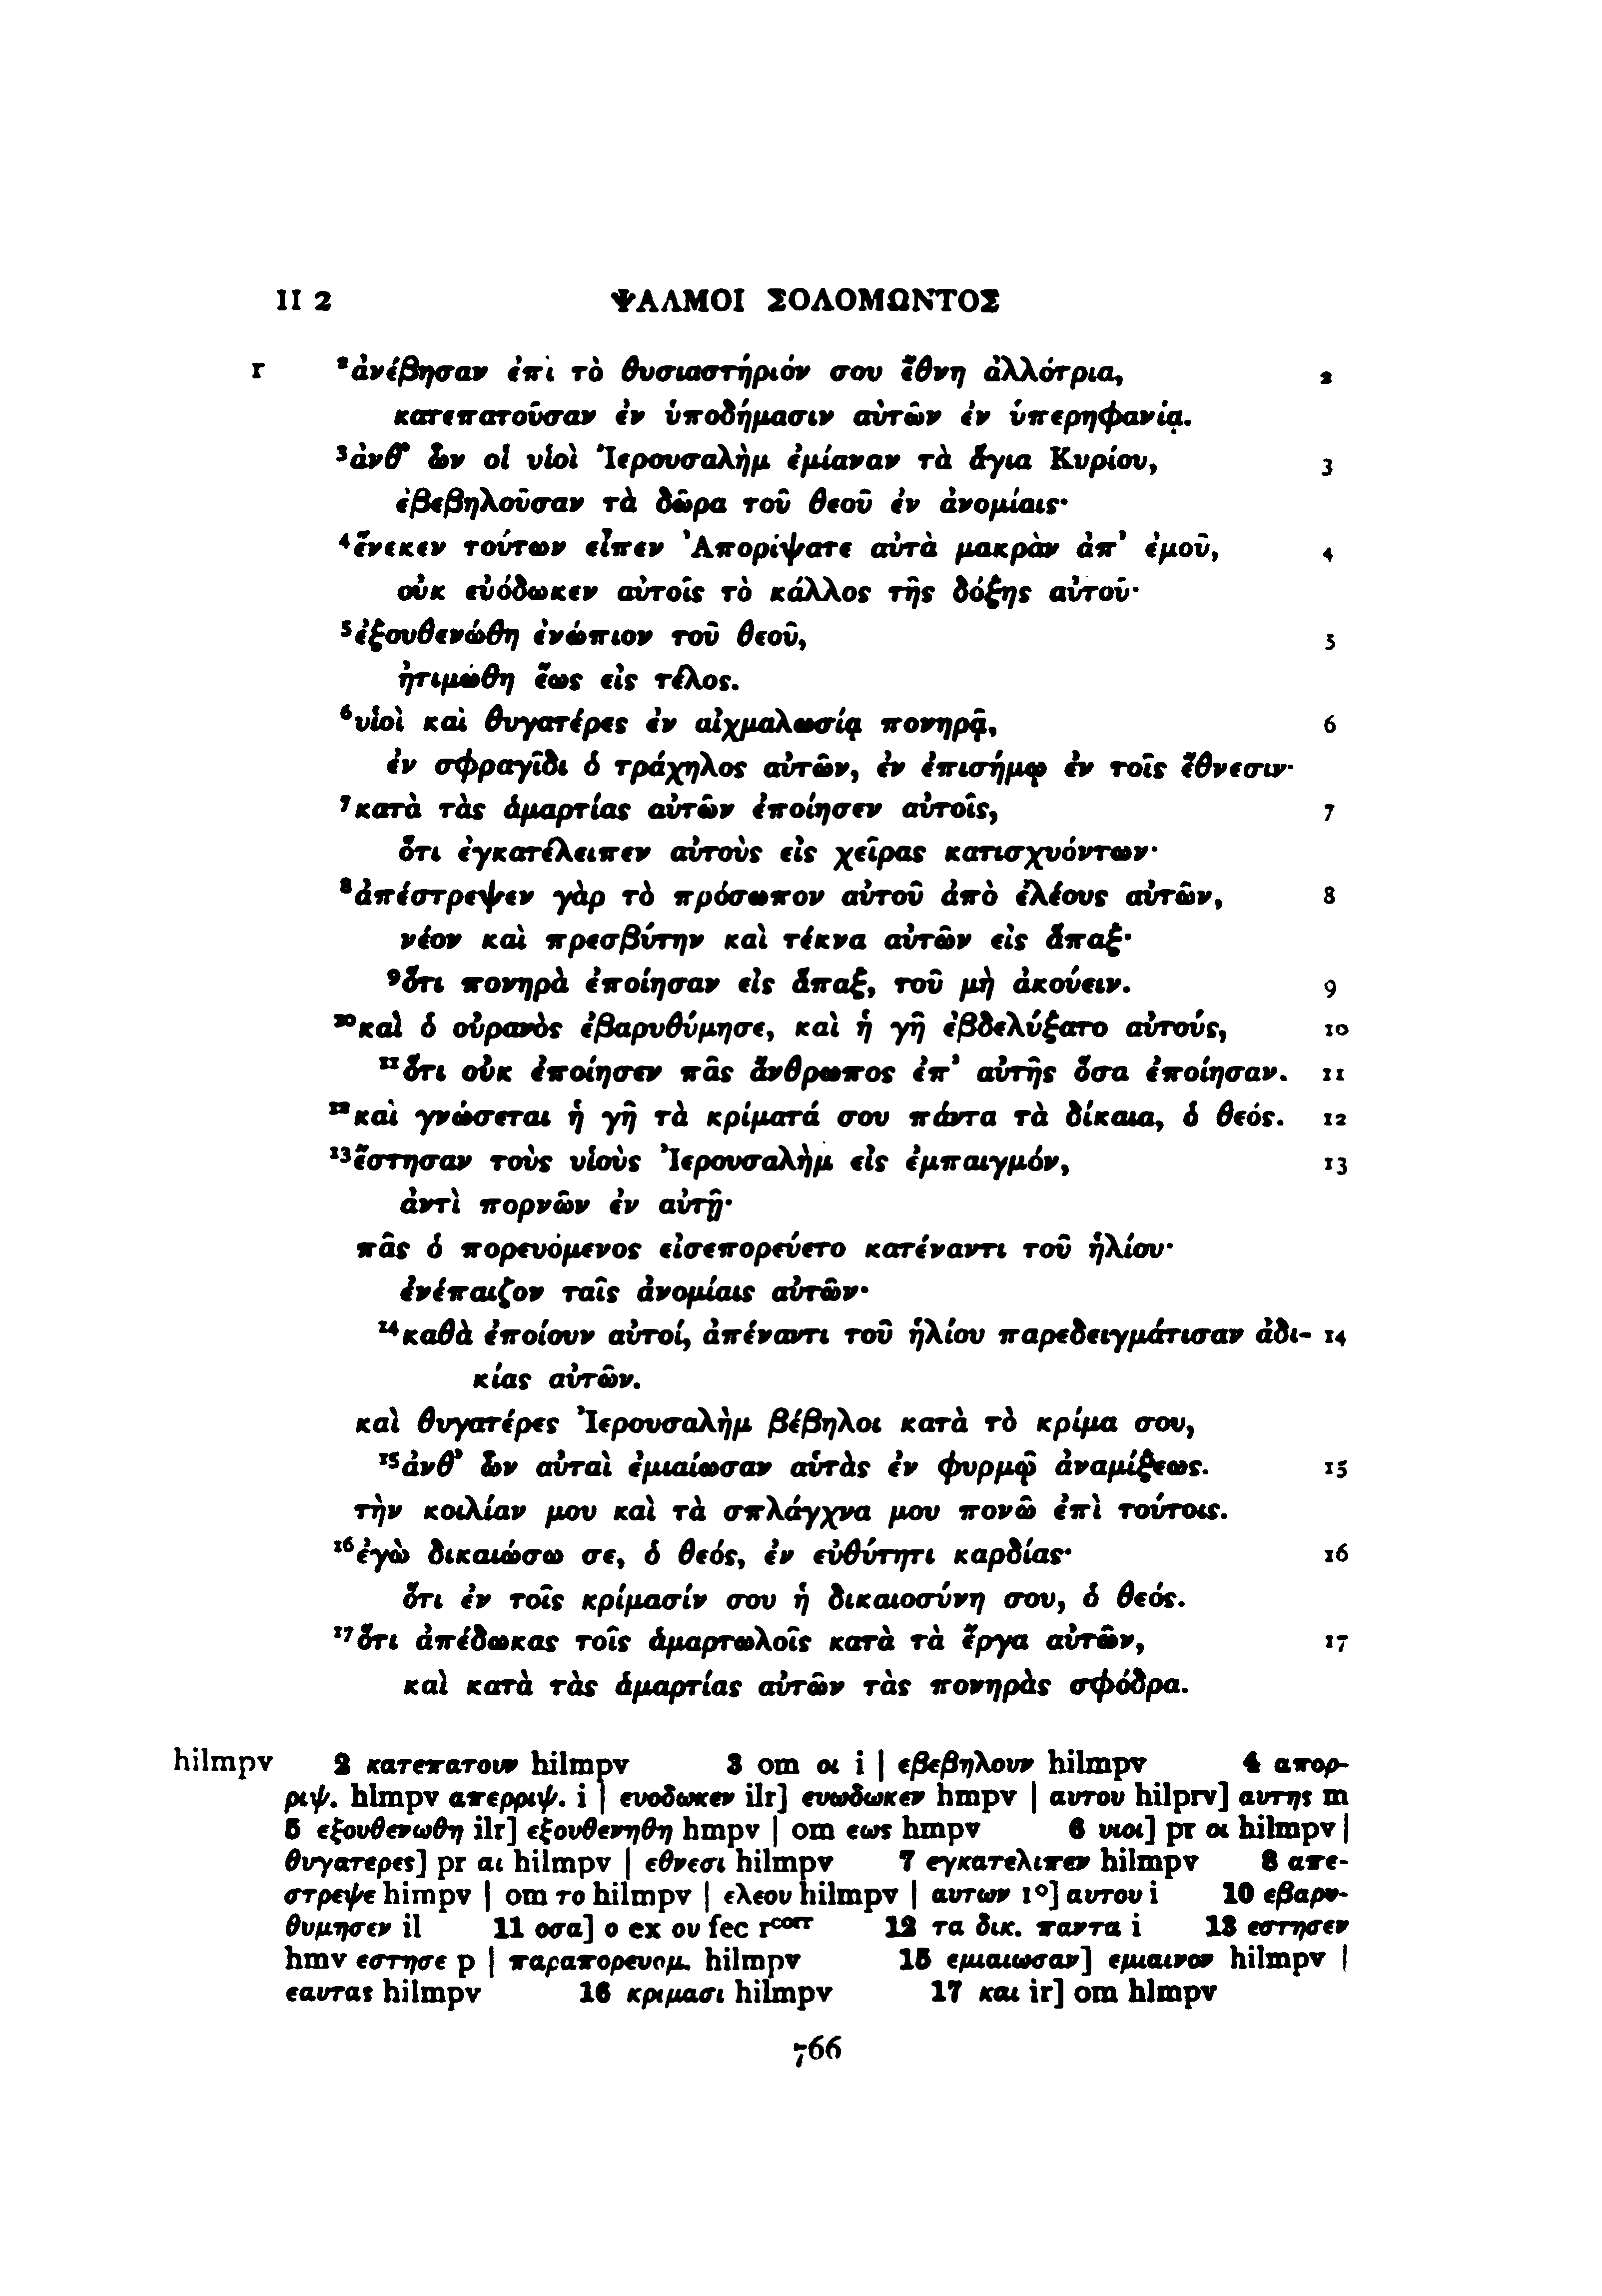 II 2 ΨΑΛΜΟΙ ΣΟΛΟΜΩΝΤΟΣ
r ²ἀνέβησαν ἐπὶ τὸ θυσιαστήριόν σου ἔθνη ἀλλότρια, 2
κατεπατοῦσαν ἐν ὑποδήμασιν αὐτῶν ἐν ὑπερηφανίᾳ.
³ἀνθ᾽ ὧν οἱ υἱοὶ Ἰερουσαλὴμ ἐμίαναν τὰ ἅγια Κυρίου, 3
ἐβεβηλοῦσαν τὰ δῶρα τοῦ θεοῦ ἐν ἀνομίαις·
⁴ἕνεκεν τούτων εἶπεν Ἀπορίψατε αὐτὰ μακρὰν ἀπ᾽ ἐμοῦ, 4
οὐκ εὐόδωκεν αὐτοῖς τὸ κάλλος τῆς δόξης αὐτοῦ·
⁵ἐξουθενώθη ἐνώπιον τοῦ θεοῦ, 5
ἠτιμώθη ἕως εἰς τέλος.
⁶υἱοὶ καὶ θυγατέρες ἐν αἰχμαλωσίᾳ πονηρᾷ, 6
ἐν σφραγῖδι ὁ τράχηλος αὐτῶν, ἐν ἐπισήμῳ ἐν τοῖς ἔθνεσιν·
⁷κατὰ τὰς ἁμαρτίας αὐτῶν ἐποίησεν αὐτοῖς, 7
ὅτι ἐγκατέλειπεν αὐτοὺς εἰς χεῖρας κατισχυόντων·
⁸ἀπέστρεψεν γὰρ τὸ πρόσωπον αὐτοῦ ἀπὸ ἐλέους αὐτῶν, 8
νέον καὶ πρεσβύτην καὶ τέκνα αὐτῶν εἰς ἅπαξ·
⁹ὅτι πονηρὰ ἐποίησαν εἰς ἅπαξ, τοῦ μὴ ἀκούειν. 9
¹⁰καὶ ὁ οὐρανὸς ἐβαρυθύμησε, καὶ ἡ γῆ ἐβδελύξατο αὐτούς, 10
¹¹ὅτι οὐκ ἐποίησεν πᾶς ἄνθρωπος ἐπ᾽ αὐτῆς ὅσα ἐποίησαν. 11
¹²καὶ γνώσεται ἡ γῆ τὰ κρίματά σου πάντα τὰ δίκαια, ὁ θεός. 12
¹³ἔστησαν τοὺς υἱοὺς Ἰερουσαλὴμ εἰς ἐμπαιγμόν, 13
ἀντὶ πορνῶν ἐν αὐτῇ·
πᾶς ὁ πορευόμενος εἰσεπορεύετο κατέναντι τοῦ ἡλίου·
ἐνέπαιζον ταῖς ἀνομίαις αὐτῶν·
¹⁴καθὰ ἐποίουν αὐτοί, ἀπέναντι τοῦ ἡλίου παρεδειγμάτισαν ἀδι- 14
κίας αὐτῶν.
καὶ θυγατέρες Ἰερουσαλὴμ βέβηλοι κατὰ τὸ κρίμα σου,
¹⁵ἀνθ᾽ ὧν αὐταὶ ἐμιαίωσαν αὑτὰς ἐν φυρμῷ ἀναμίξεως. 15
τὴν κοιλίαν μου καὶ τὰ σπλάγχνα μου πονῶ ἐπὶ τούτοις.
¹⁶ἐγὼ δικαιώσω σε, ὁ θεός, ἐν εὐθύτητι καρδίας· 16
ὅτι ἐν τοῖς κρίμασίν σου ἡ δικαιοσύνη σου, ὁ θεός.
¹⁷ὅτι ἀπέδωκας τοῖς ἁμαρτωλοῖς κατὰ τὰ ἔργα αὐτῶν, 17
καὶ κατὰ τὰς ἁμαρτίας αὐτῶν τὰς πονηρὰς σφόδρα.
hilmpv 2 κατεπατουν hilmpv 3 om οι i | εβεβηλουν hilmpv 4 απορ-
ριψ. hlmpv απερριψ. i | ευοδωκεν ilr] ευωδωκεν hmpv | αυτου hilprv] αυτης m
5 εξουθενωθη ilr] εξουθενηθη hmpv | om εως hmpv 6 υιοι] pr οι hilmpv |
θυγατερες] pr αι hilmpv | εθνεσι hilmpv 7 εγκατελιπεν hilmpv 8 απε-
στρεψε himpv | om το hilmpv | ελεου hilmpv | αυτων 1°] αυτου i 10 εβαρυ-
θυμησεν il 11 οσα] ο ex ου fec rᶜᵒʳʳ 12 τα δικ. παντα i 13 εστησεν
hmv εστησε p | παραπορευομ. hilmpv 15 εμιαιωσαν] εμιαινον hilmpv |
εαυτας hilmpv 16 κριμασι hilmpv 17 και ir] om hlmpv
766